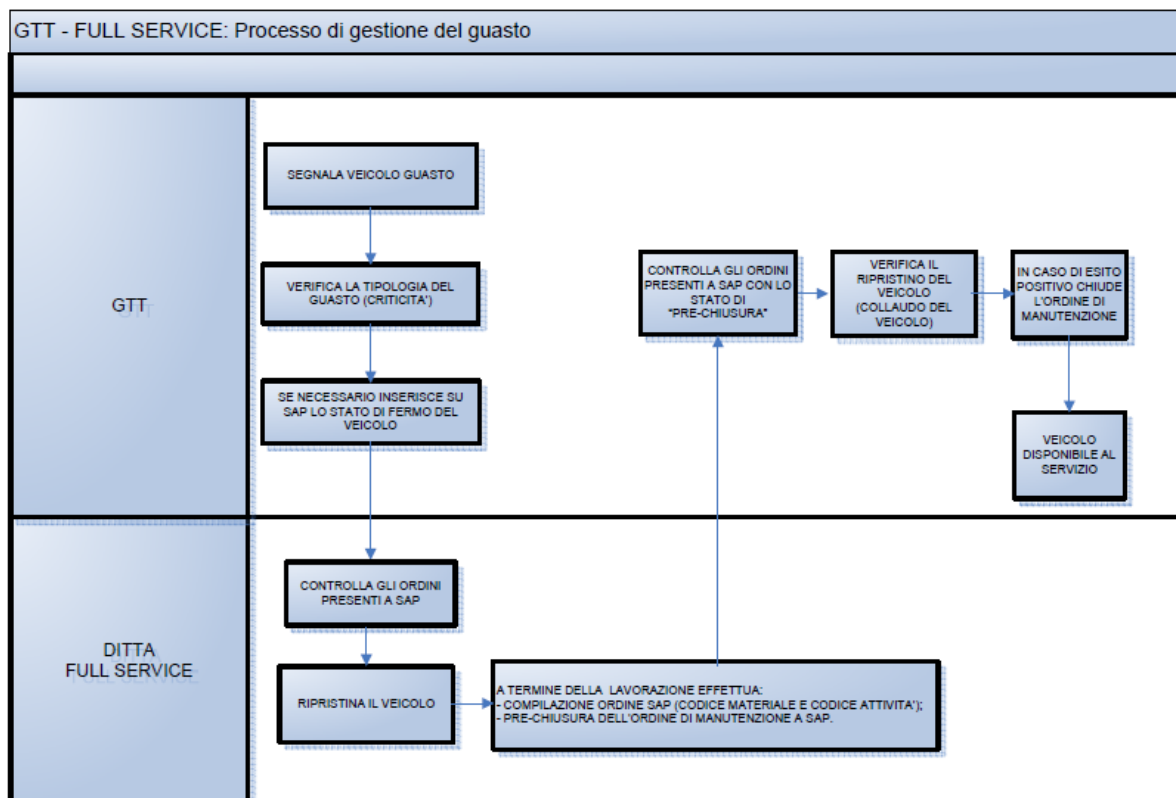 GTT - FULL SERVICE: Processo di gestione del guasto
GTT
SEGNALA VEICOLO GUASTO
VERIFICA LA TIPOLOGIA DEL
GUASTO (CRITICITA')
SE NECESSARIO INSERISCE SU
SAP LO STATO DI FERMO DEL
VEICOLO
CONTROLLA GLI ORDINI
PRESENTI A SAP CON LO
STATO DI
"PRE-CHIUSURA"
VERIFICA IL
RIPRISTINO DEL
VEICOLO
(COLLAUDO DEL
VEICOLO)
IN CASO DI ESITO
POSITIVO CHIUDE
L'ORDINE DI
MANUTENZIONE
VEICOLO
DISPONIBILE AL
SERVIZIO
DITTA
FULL SERVICE
CONTROLLA GLI ORDINI
PRESENTI A SAP
RIPRISTINA IL VEICOLO
A TERMINE DELLA LAVORAZIONE EFFETTUA:
- COMPILAZIONE ORDINE SAP (CODICE MATERIALE E CODICE ATTIVITA');
- PRE-CHIUSURA DELL'ORDINE DI MANUTENZIONE A SAP.